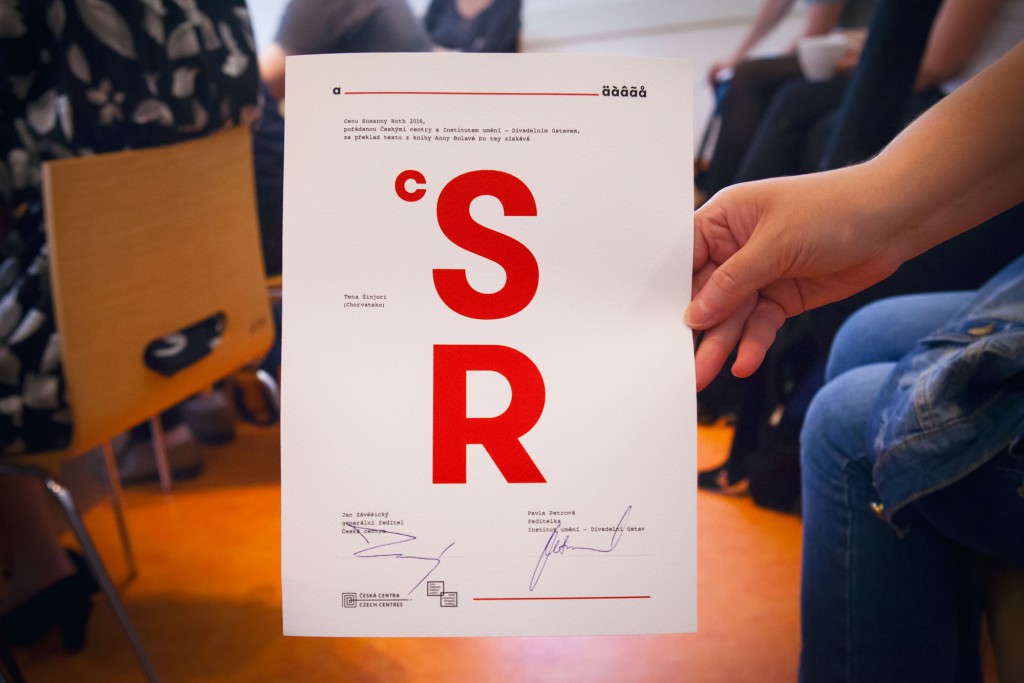 a äàâãå
Cenu Susanny Roth 2016,
pořádanou Českými centry a Institutem umění – Divadelním ústavem,
za překlad textu z knihy Anny Bolavé Do tmy získává
c
S
Tena Šinjori
(Chorvatsko)
R
Jan Závěšický
generální ředitel
Česká centra
Pavla Petrová
ředitelka
Institut umění – Divadelní ústav
ČESKÁ CENTRA
CZECH CENTRES